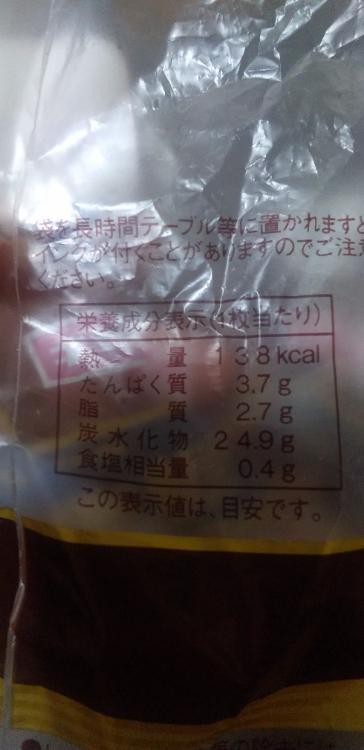 袋を長時間テーブル等に置かれますと
インクが付くことがありますのでご注意
ください。
栄養成分表示(1枚当たり)
熱量 138kcal
たんぱく質 3.7g
脂質 2.7g
炭水化物 24.9g
食塩相当量 0.4g
この表示値は、目安です。